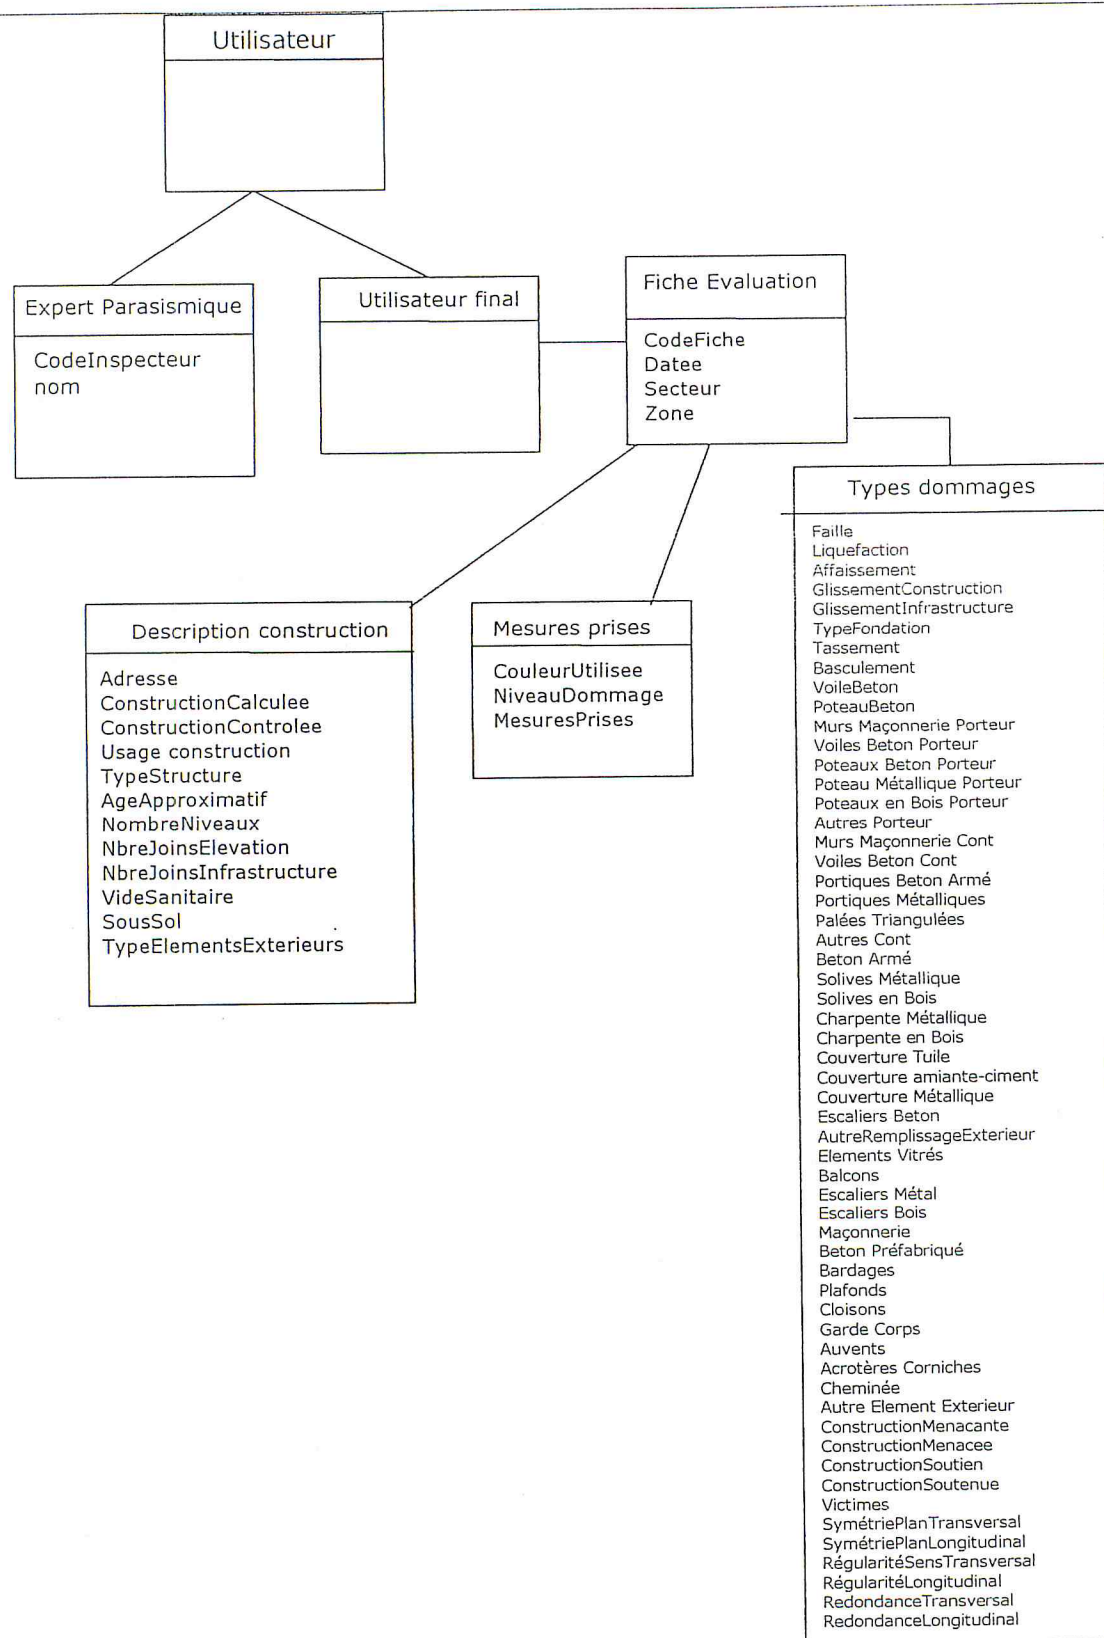 Utilisateur
Expert Parasismique
CodeInspecteur
nom
Utilisateur final
Fiche Evaluation
CodeFiche
Datee
Secteur
Zone
Description construction
Adresse
ConstructionCalculee
ConstructionControlee
Usage construction
TypeStructure
AgeApproximatif
NombreNiveaux
NbreJoinsElevation
NbreJoinsInfrastructure
VideSanitaire
SousSol
TypeElementsExterieurs
Mesures prises
CouleurUtilisee
NiveauDommage
MesuresPrises
Types dommages
Faille
Liquefaction
Affaissement
GlissementConstruction
GlissementInfrastructure
TypeFondation
Tassement
Basculement
VoileBeton
PoteauBeton
Murs Maçonnerie Porteur
Voiles Beton Porteur
Poteaux Beton Porteur
Poteau Métallique Porteur
Poteaux en Bois Porteur
Autres Porteur
Murs Maçonnerie Cont
Voiles Beton Cont
Portiques Beton Armé
Portiques Métalliques
Palées Triangulées
Autres Cont
Beton Armé
Solives Métallique
Solives en Bois
Charpente Métallique
Charpente en Bois
Couverture Tuile
Couverture amiante-ciment
Couverture Métallique
Escaliers Beton
AutreRemplissageExterieur
Elements Vitrés
Balcons
Escaliers Métal
Escaliers Bois
Maçonnerie
Beton Préfabriqué
Bardages
Plafonds
Cloisons
Garde Corps
Auvents
Acrotères Corniches
Cheminée
Autre Element Exterieur
ConstructionMenacante
ConstructionMenacee
ConstructionSoutien
ConstructionSoutenue
Victimes
SymétriePlanTransversal
SymétriePlanLongitudinal
RégularitéSensTransversal
RégularitéLongitudinal
RedondanceTransversal
RedondanceLongitudinal